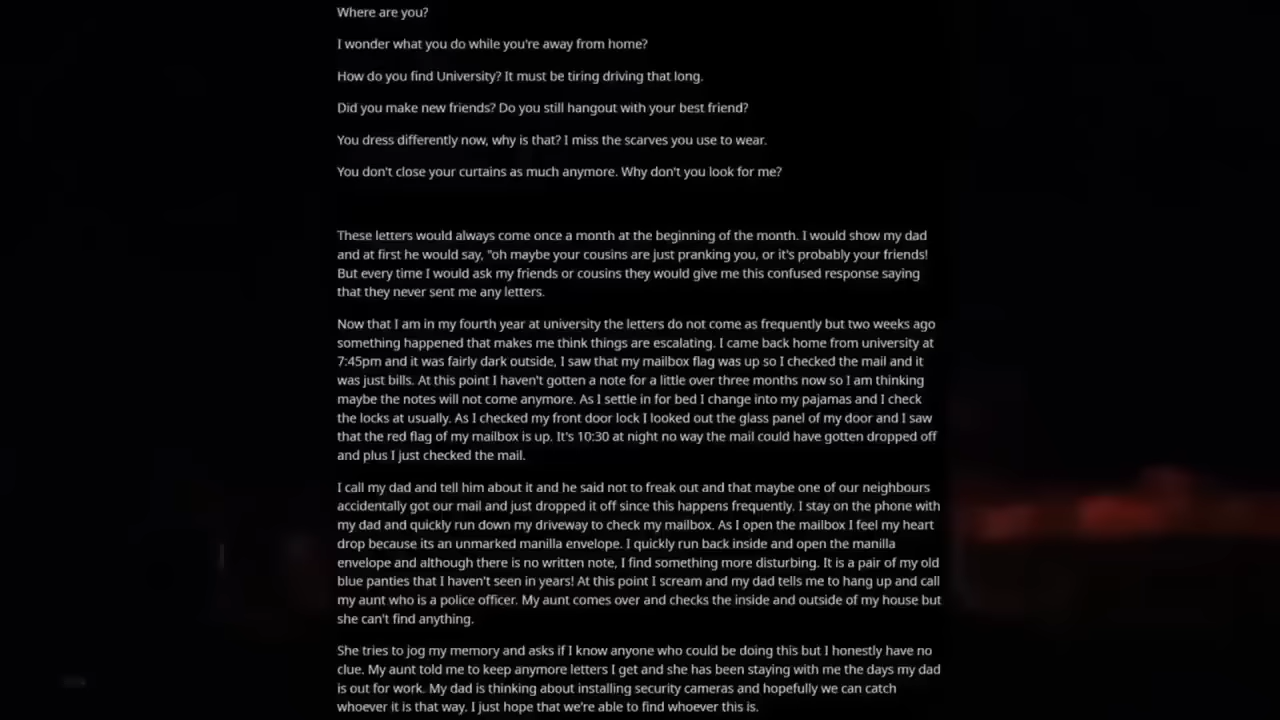 Where are you?
I wonder what you do while you're away from home?
How do you find University? It must be tiring driving that long.
Did you make new friends? Do you still hangout with your best friend?
You dress differently now, why is that? I miss the scarves you use to wear.
You don't close your curtains as much anymore. Why don't you look for me?
These letters would always come once a month at the beginning of the month. I would show my dad
and at first he would say, "oh maybe your cousins are just pranking you, or it's probably your friends!
But every time I would ask my friends or cousins they would give me this confused response saying
that they never sent me any letters.
Now that I am in my fourth year at university the letters do not come as frequently but two weeks ago
something happened that makes me think things are escalating. I came back home from university at
7:45pm and it was fairly dark outside, I saw that my mailbox flag was up so I checked the mail and it
was just bills. At this point I haven't gotten a note for a little over three months now so I am thinking
maybe the notes will not come anymore. As I settle in for bed I change into my pajamas and I check
the locks at usually. As I checked my front door lock I looked out the glass panel of my door and I saw
that the red flag of my mailbox is up. It's 10:30 at night no way the mail could have gotten dropped off
and plus I just checked the mail.
I call my dad and tell him about it and he said not to freak out and that maybe one of our neighbours
accidentally got our mail and just dropped it off since this happens frequently. I stay on the phone with
my dad and quickly run down my driveway to check my mailbox. As I open the mailbox I feel my heart
drop because its an unmarked manilla envelope. I quickly run back inside and open the manilla
envelope and although there is no written note, I find something more disturbing. It is a pair of my old
blue panties that I haven't seen in years! At this point I scream and my dad tells me to hang up and call
my aunt who is a police officer. My aunt comes over and checks the inside and outside of my house but
she can't find anything.
She tries to jog my memory and asks if I know anyone who could be doing this but I honestly have no
clue. My aunt told me to keep anymore letters I get and she has been staying with me the days my dad
is out for work. My dad is thinking about installing security cameras and hopefully we can catch
whoever it is that way. I just hope that we're able to find whoever this is.